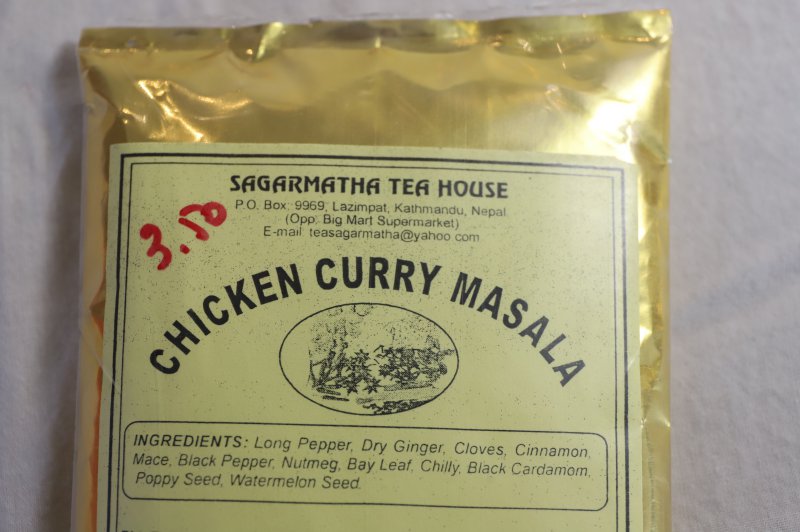 SAGARMATHA TEA HOUSE
P.O. Box: 9969, Lazimpat, Kathmandu, Nepal
(Opp: Big Mart Supermarket)
E-mail: teasagarmatha@yahoo.com
3.50
CHICKEN CURRY MASALA
INGREDIENTS: Long Pepper, Dry Ginger, Cloves, Cinnamon,
Mace, Black Pepper, Nutmeg, Bay Leaf, Chilly, Black Cardamom,
Poppy Seed, Watermelon Seed.